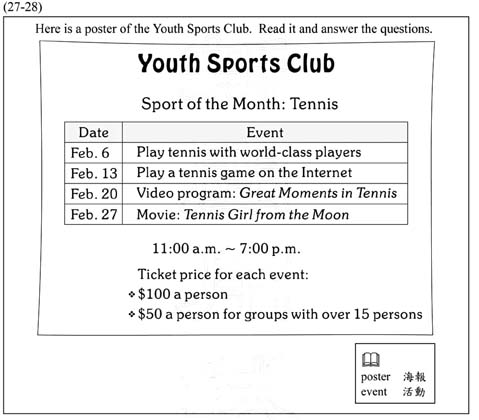 (27-28)
Here is a poster of the Youth Sports Club. Read it and answer the questions.
Youth Sports Club
Sport of the Month: Tennis
Date Event
Feb. 6 Play tennis with world-class players
Feb. 13 Play a tennis game on the Internet
Feb. 20 Video program: Great Moments in Tennis
Feb. 27 Movie: Tennis Girl from the Moon
11:00 a.m. ~ 7:00 p.m.
Ticket price for each event:
❖ $100 a person
❖ $50 a person for groups with over 15 persons
poster 海報
event 活動